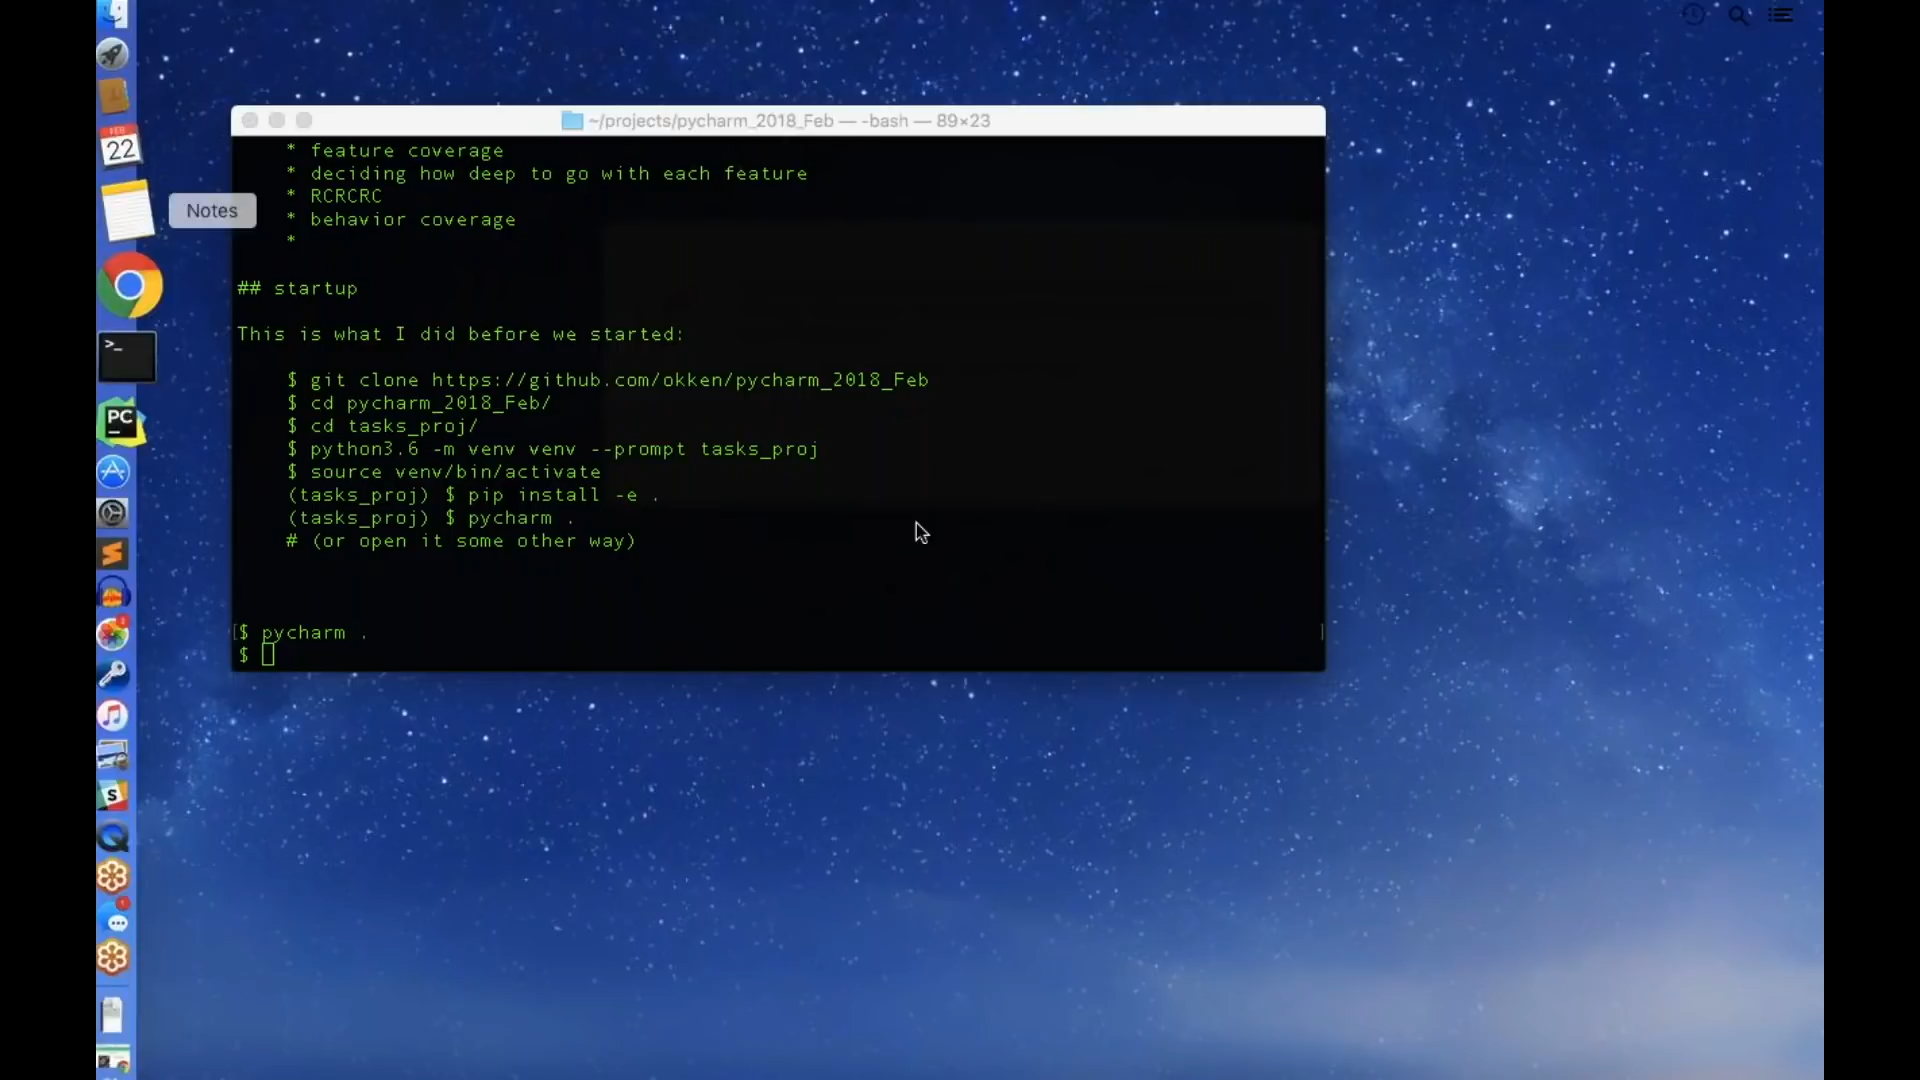 ~/projects/pycharm_2018_Feb — -bash — 89×23
* feature coverage
* deciding how deep to go with each feature
* RCRCRC
* behavior coverage
*
## startup
This is what I did before we started:
$ git clone https://github.com/okken/pycharm_2018_Feb
$ cd pycharm_2018_Feb/
$ cd tasks_proj/
$ python3.6 -m venv venv --prompt tasks_proj
$ source venv/bin/activate
(tasks_proj) $ pip install -e .
(tasks_proj) $ pycharm .
# (or open it some other way)
[$ pycharm . ]
$
FEB
22
Notes
>_
PC
S